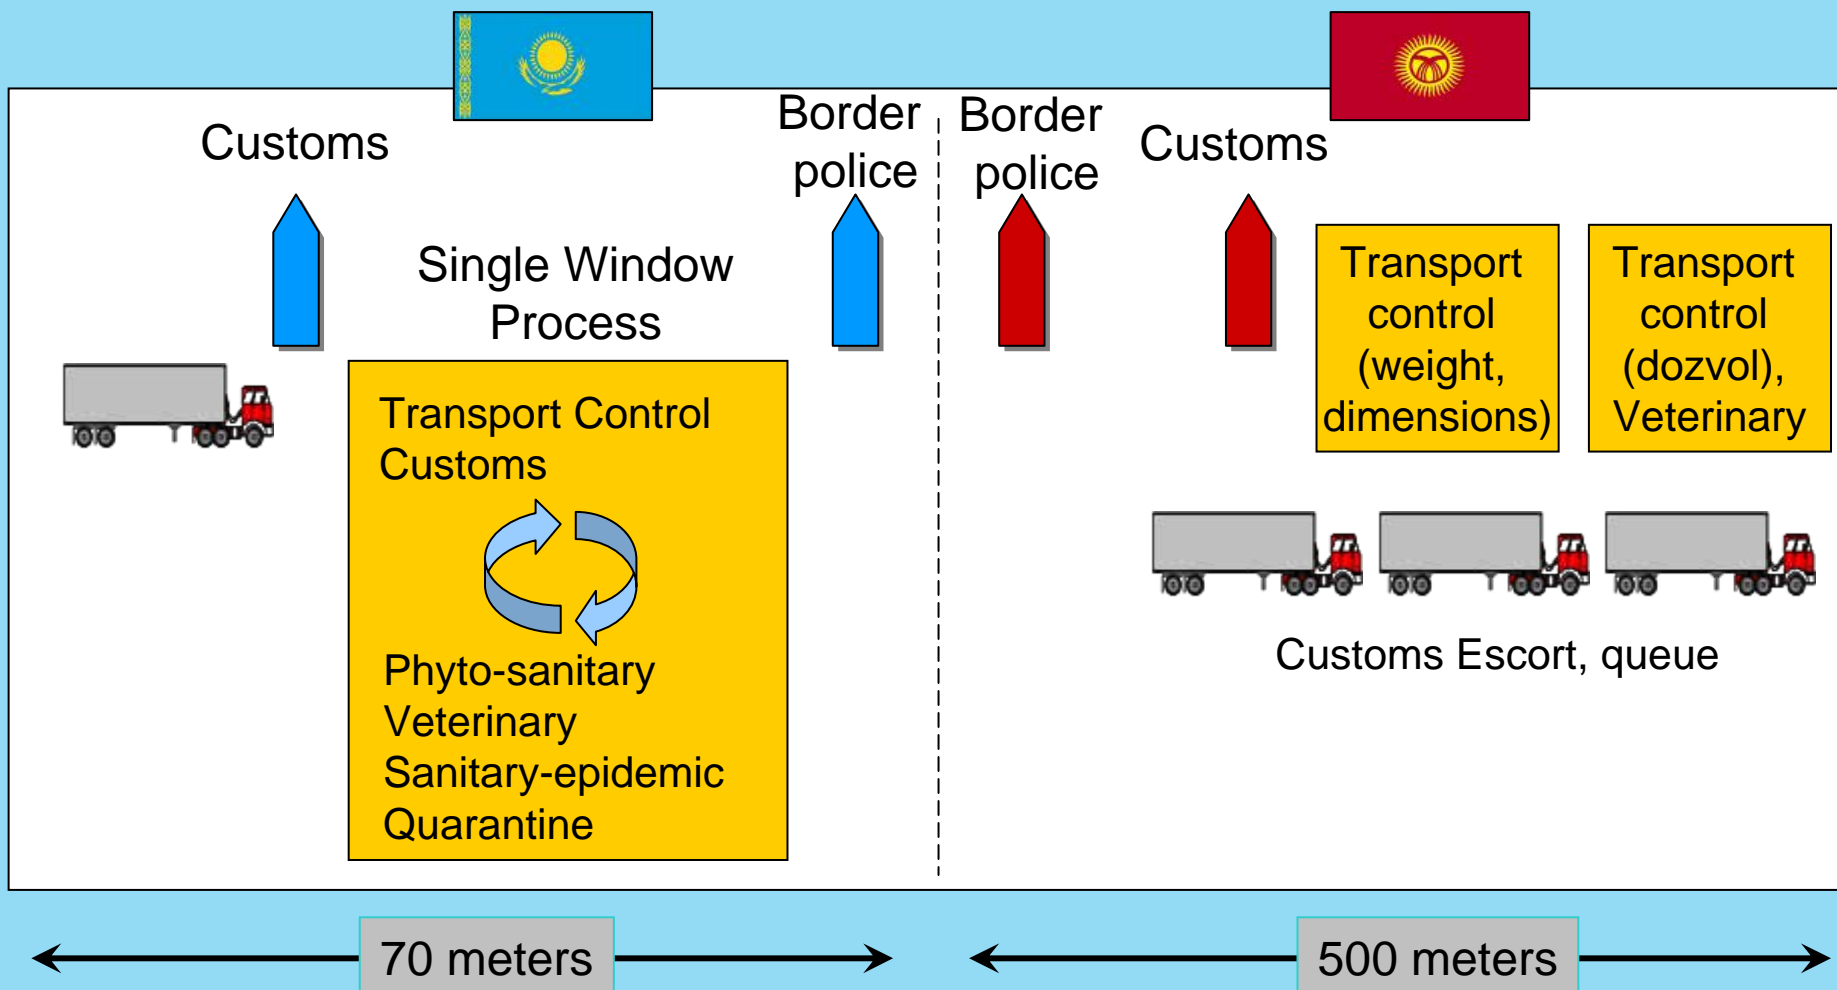 Customs
Single Window
Process
Border
police
Transport Control
Customs
Phyto-sanitary
Veterinary
Sanitary-epidemic
Quarantine
Border
police
Customs
Transport
control
(weight,
dimensions)
Transport
control
(dozvol),
Veterinary
Customs Escort, queue
70 meters
500 meters